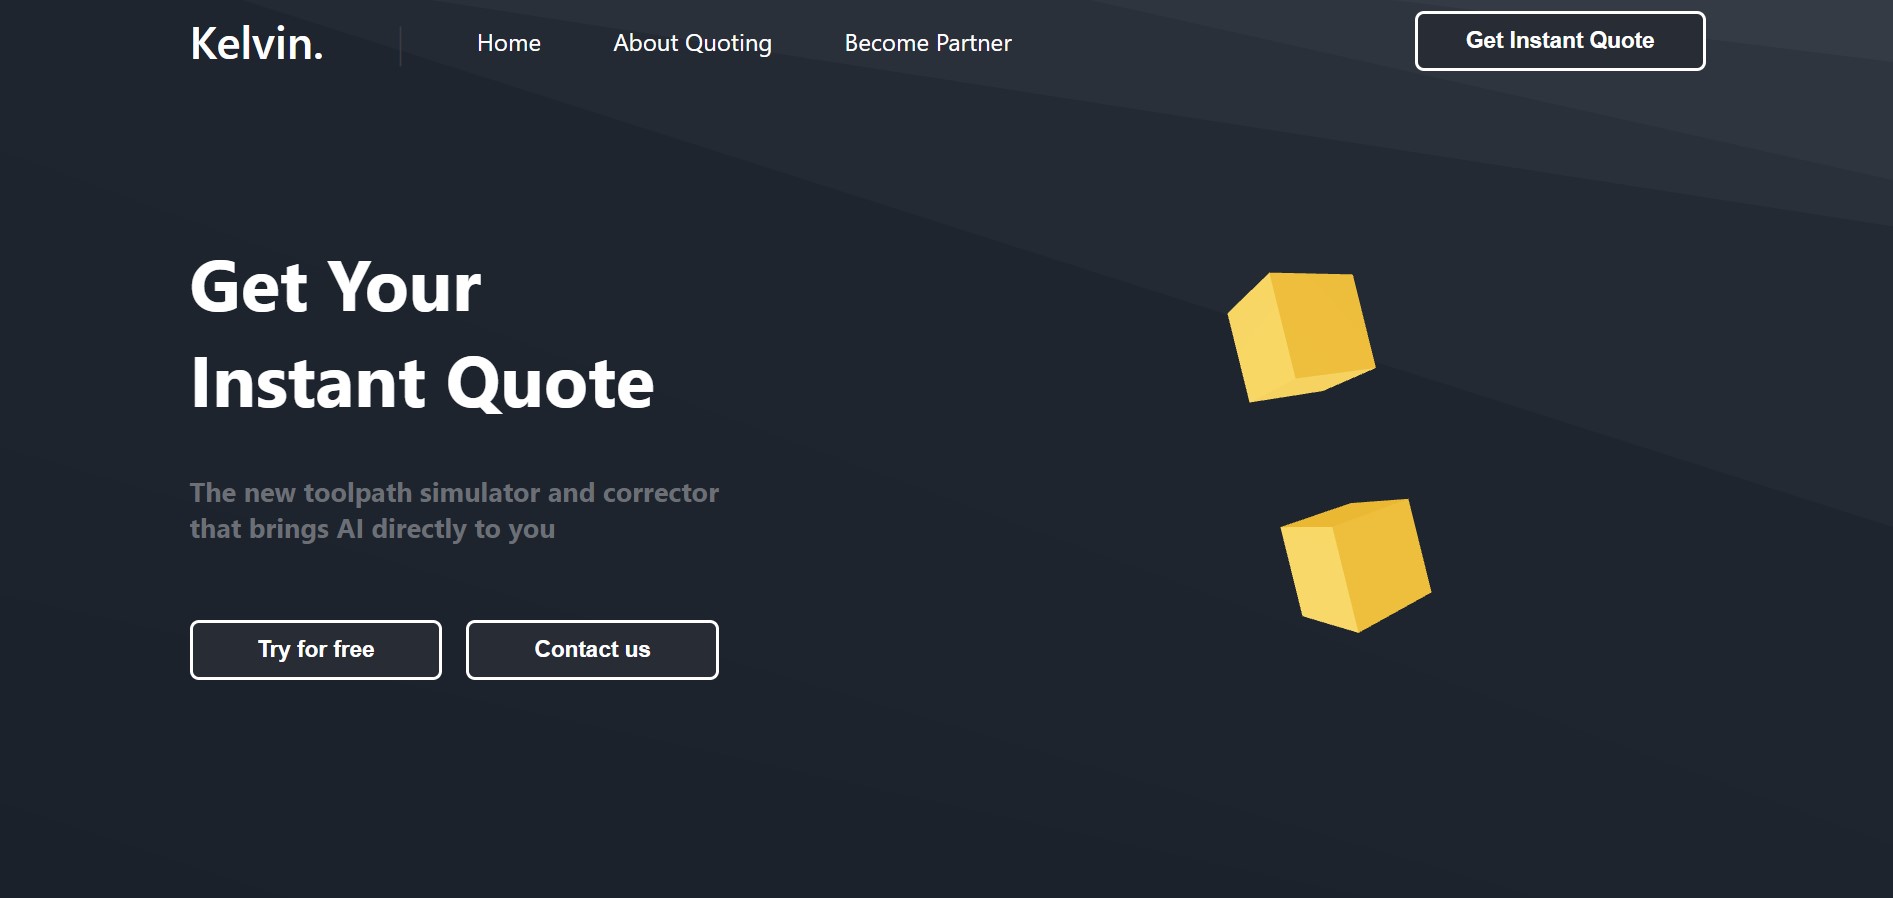 Kelvin.
Home
About Quoting
Become Partner
Get Instant Quote
Get Your
Instant Quote
The new toolpath simulator and corrector
that brings AI directly to you
Try for free
Contact us